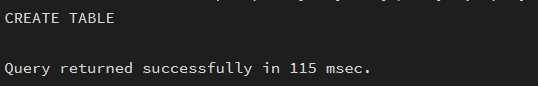 CREATE TABLE
Query returned successfully in 115 msec.